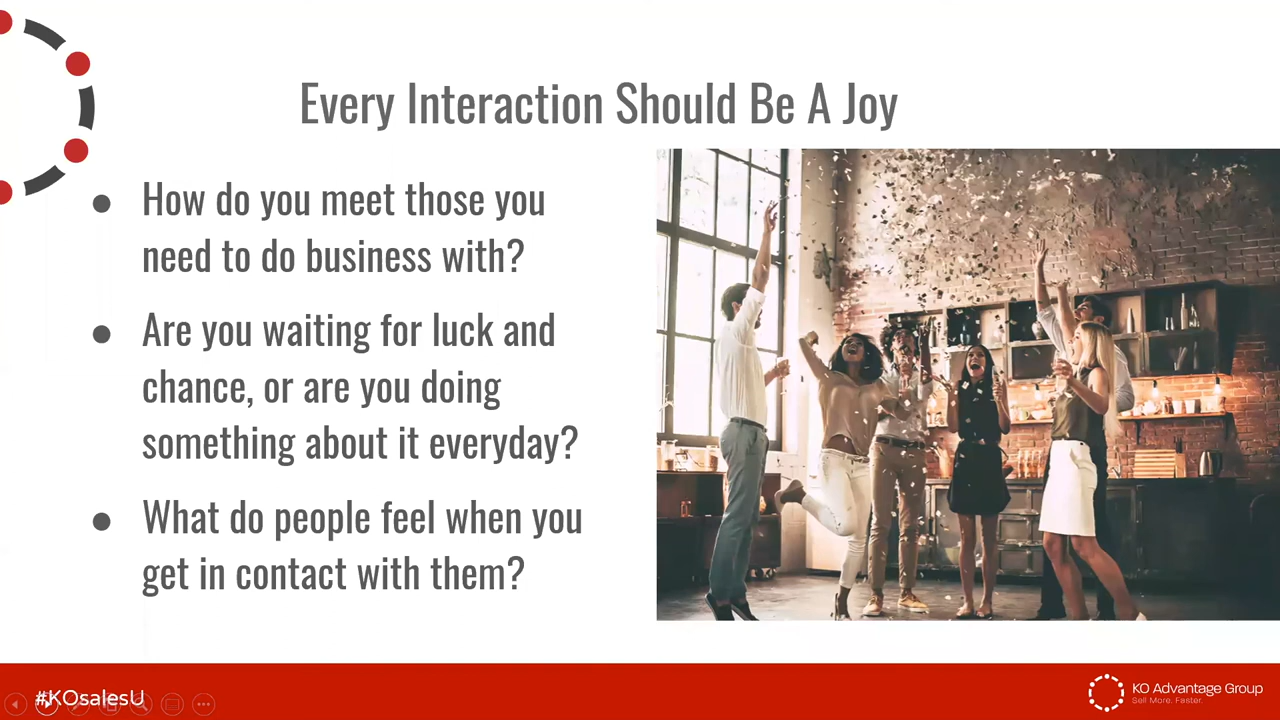 Every Interaction Should Be A Joy
How do you meet those you
need to do business with?
Are you waiting for luck and
chance, or are you doing
something about it everyday?
What do people feel when you
get in contact with them?
#KOsalesU
KO Advantage Group
Sell More. Faster.